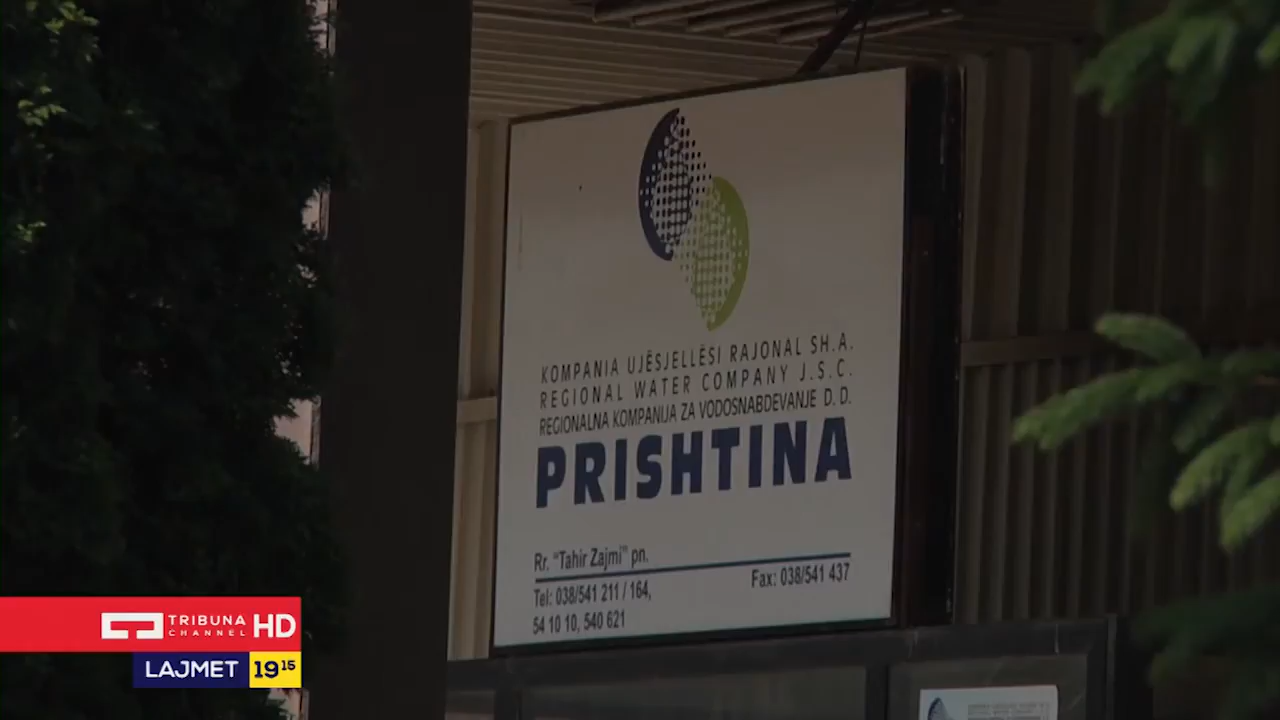 KOMPANIA UJËSJELLËSI RAJONAL SH.A.
REGIONAL WATER COMPANY J.S.C.
REGIONALNA KOMPANIJA ZA VODOSNABDEVANJE D. D.
PRISHTINA
Rr. "Tahir Zajmi" pn.
Tel: 038/541 211 / 164,
54 10 10, 540 621
Fax: 038/541 437
TRIBUNA
CHANNEL
HD
LAJMET 19 15